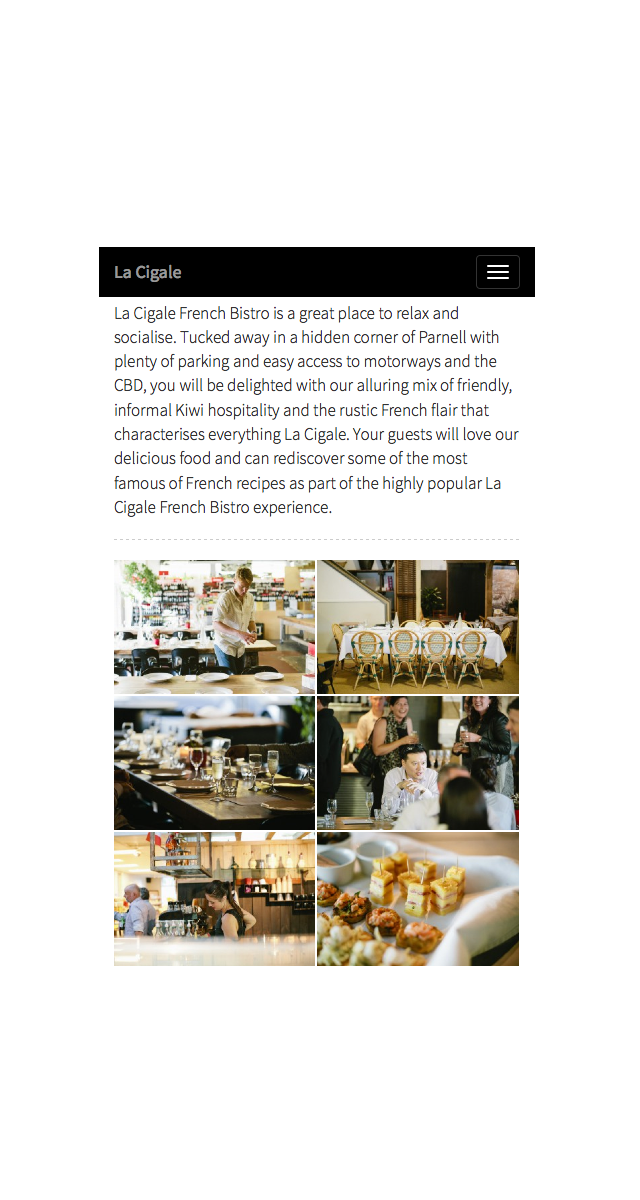 La Cigale
La Cigale French Bistro is a great place to relax and
socialise. Tucked away in a hidden corner of Parnell with
plenty of parking and easy access to motorways and the
CBD, you will be delighted with our alluring mix of friendly,
informal Kiwi hospitality and the rustic French flair that
characterises everything La Cigale. Your guests will love our
delicious food and can rediscover some of the most
famous of French recipes as part of the highly popular La
Cigale French Bistro experience.